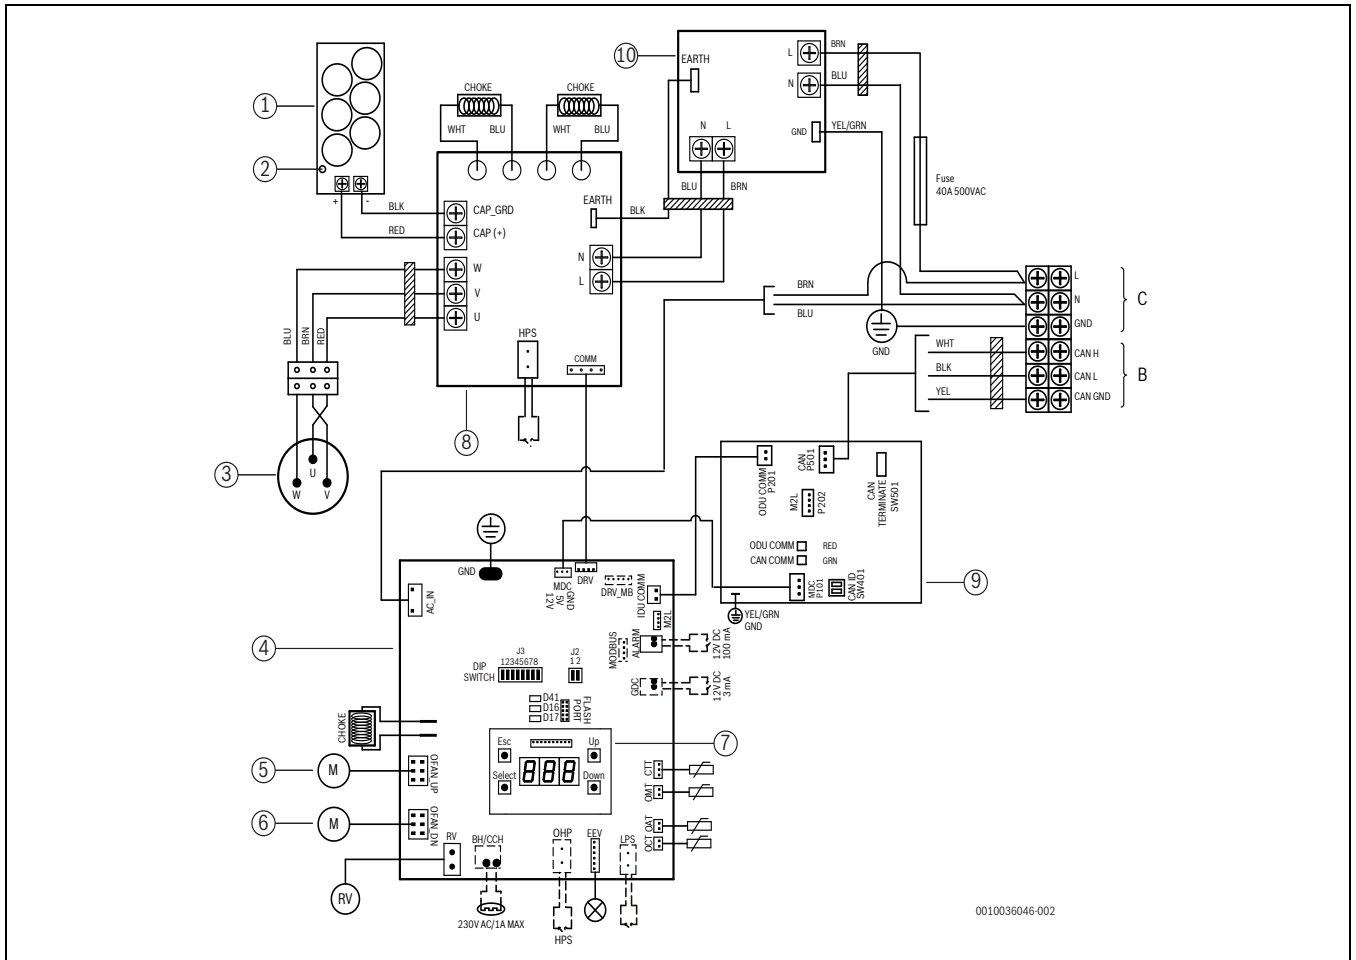 1
2
+
-
BLK
RED
CHOKE
CHOKE
WHT
BLU
WHT
BLU
CAP_GRD
CAP (+)
W
V
U
EARTH
N
L
HPS
COMM
BLK
8
10
EARTH
L
N
GND
N
L
BRN
BLU
YEL/GRN
BLU
BRN
Fuse
40A 500VAC
BRN
BLU
GND
L
N
GND
CAN H
CAN L
CAN GND
C
B
WHT
BLK
YEL
BLU
BRN
RED
3
U
W
V
ODU COMM
P201
CAN
P501
M2L
P202
CAN
TERMINATE
SW501
ODU COMM
RED
CAN COMM
GRN
MDC
P101
CAN ID
SW401
YEL/GRN
GND
9
GND
4
AC_IN
MDC
GND
5V
12V
DRV
DRV_MB
IDU COMM
M2L
MODBUS
ALARM
12V DC
100 mA
GDC
12V DC
3 mA
J3
12345678
DIP
SWITCH
J2
1 2
D41
D16
D17
FLASH
PORT
Esc
Up
Select
Down
888
7
CHOKE
5
M
OFAN_UP
6
M
OFAN_DN
CTT
OMT
OAT
OCT
RV
RV
BH/CCH
230V AC/1A MAX
OHP
HPS
EEV
LPS
0010036046-002